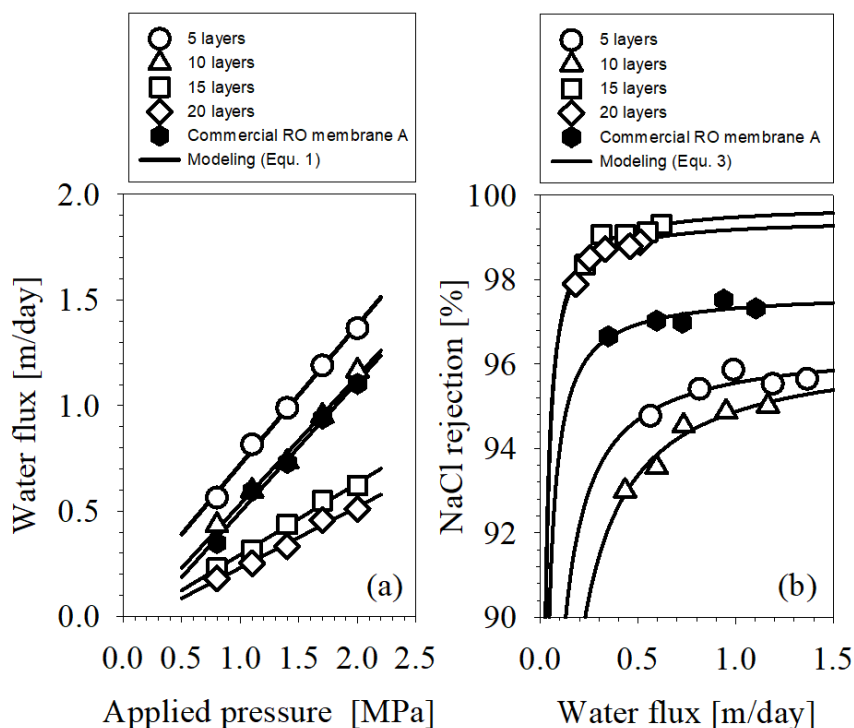 5 layers
10 layers
15 layers
20 layers
Commercial RO membrane A
Modeling (Equ. 1)
2.0
1.5
1.0
0.5
0.0
Water flux [m/day]
(a)
0.0 0.5 1.0 1.5 2.0
Applied pressure [MPa]
5 layers
10 layers
15 layers
20 layers
Commercial RO membrane A
Modeling (Equ. 3)
100
98
96
94
92
90
NaCl rejection [%]
(b)
0.0 0.5 1.0 1.5
Water flux [m/day]